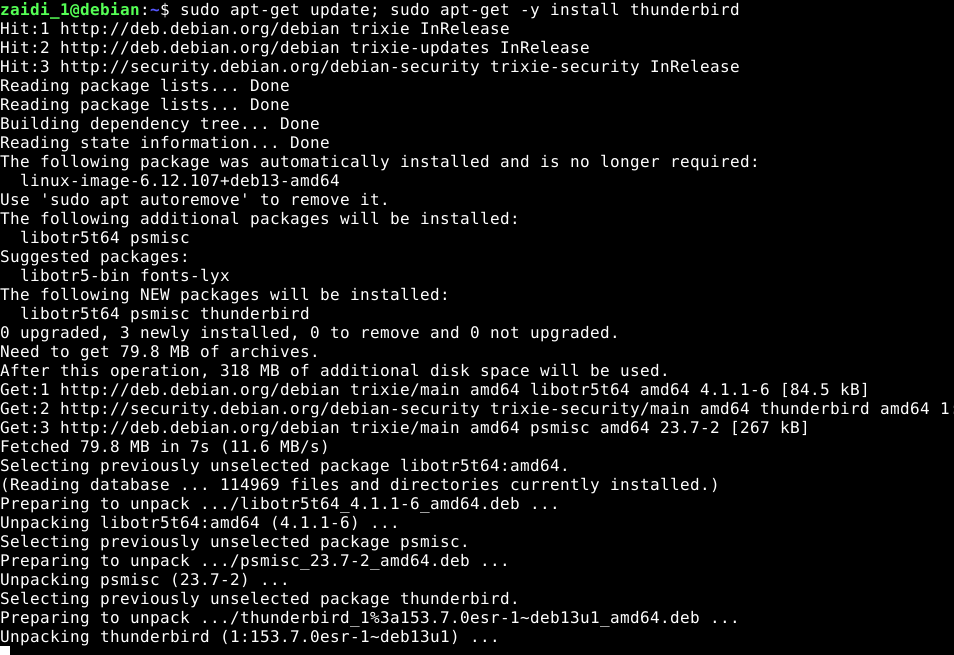 zaidi_1@debian:~$ sudo apt-get update; sudo apt-get -y install thunderbird
Hit:1 http://deb.debian.org/debian trixie InRelease
Hit:2 http://deb.debian.org/debian trixie-updates InRelease
Hit:3 http://security.debian.org/debian-security trixie-security InRelease
Reading package lists... Done
Reading package lists... Done
Building dependency tree... Done
Reading state information... Done
The following package was automatically installed and is no longer required:
  linux-image-6.12.107+deb13-amd64
Use 'sudo apt autoremove' to remove it.
The following additional packages will be installed:
  libotr5t64 psmisc
Suggested packages:
  libotr5-bin fonts-lyx
The following NEW packages will be installed:
  libotr5t64 psmisc thunderbird
0 upgraded, 3 newly installed, 0 to remove and 0 not upgraded.
Need to get 79.8 MB of archives.
After this operation, 318 MB of additional disk space will be used.
Get:1 http://deb.debian.org/debian trixie/main amd64 libotr5t64 amd64 4.1.1-6 [84.5 kB]
Get:2 http://security.debian.org/debian-security trixie-security/main amd64 thunderbird amd64 1:
Get:3 http://deb.debian.org/debian trixie/main amd64 psmisc amd64 23.7-2 [267 kB]
Fetched 79.8 MB in 7s (11.6 MB/s)
Selecting previously unselected package libotr5t64:amd64.
(Reading database ... 114969 files and directories currently installed.)
Preparing to unpack .../libotr5t64_4.1.1-6_amd64.deb ...
Unpacking libotr5t64:amd64 (4.1.1-6) ...
Selecting previously unselected package psmisc.
Preparing to unpack .../psmisc_23.7-2_amd64.deb ...
Unpacking psmisc (23.7-2) ...
Selecting previously unselected package thunderbird.
Preparing to unpack .../thunderbird_1%3a153.7.0esr-1~deb13u1_amd64.deb ...
Unpacking thunderbird (1:153.7.0esr-1~deb13u1) ...